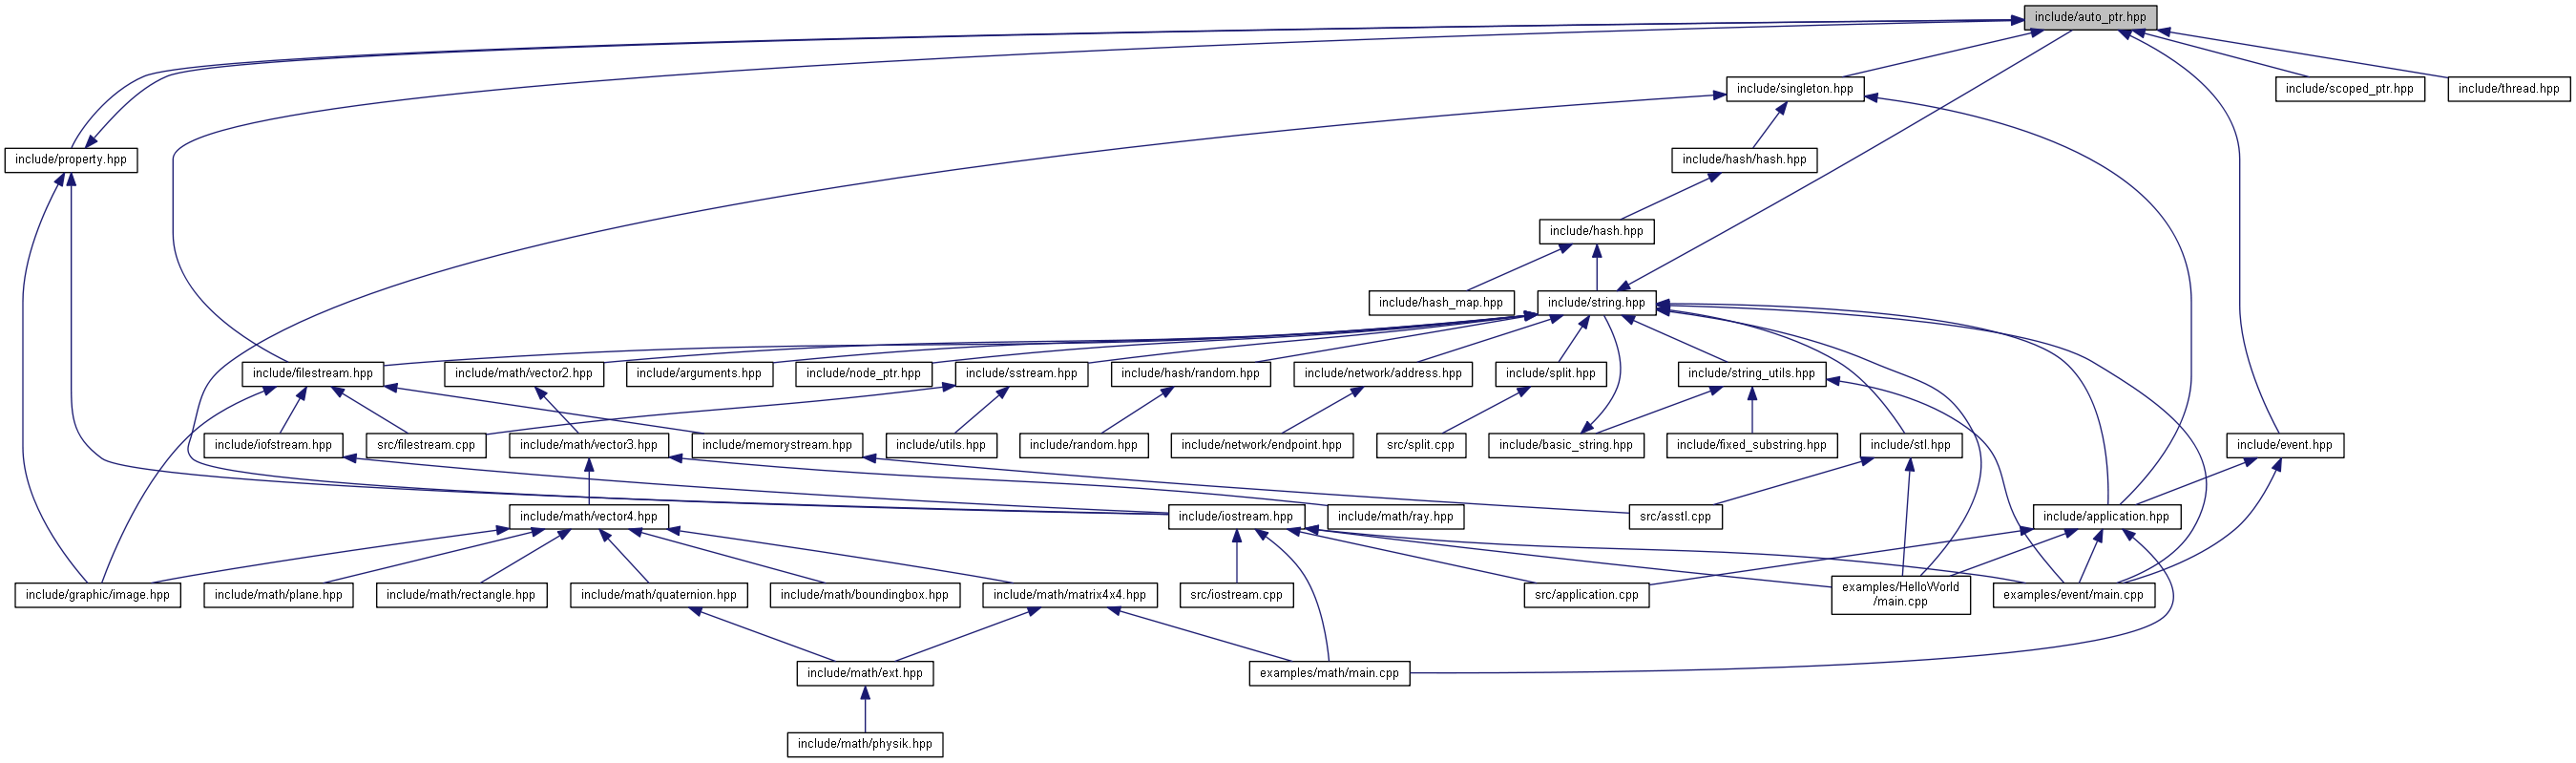 include/auto_ptr.hpp
include/singleton.hpp
include/scoped_ptr.hpp
include/thread.hpp
include/property.hpp
include/hash/hash.hpp
include/hash.hpp
include/hash_map.hpp
include/string.hpp
include/filestream.hpp
include/math/vector2.hpp
include/arguments.hpp
include/node_ptr.hpp
include/sstream.hpp
include/hash/random.hpp
include/network/address.hpp
include/split.hpp
include/string_utils.hpp
include/iofstream.hpp
src/filestream.cpp
include/math/vector3.hpp
include/memorystream.hpp
include/utils.hpp
include/random.hpp
include/network/endpoint.hpp
src/split.cpp
include/basic_string.hpp
include/fixed_substring.hpp
include/stl.hpp
include/event.hpp
include/math/vector4.hpp
include/iostream.hpp
include/math/ray.hpp
src/asstl.cpp
include/application.hpp
include/graphic/image.hpp
include/math/plane.hpp
include/math/rectangle.hpp
include/math/quaternion.hpp
include/math/boundingbox.hpp
include/math/matrix4x4.hpp
src/iostream.cpp
src/application.cpp
examples/HelloWorld
/main.cpp
examples/event/main.cpp
include/math/ext.hpp
examples/math/main.cpp
include/math/physik.hpp